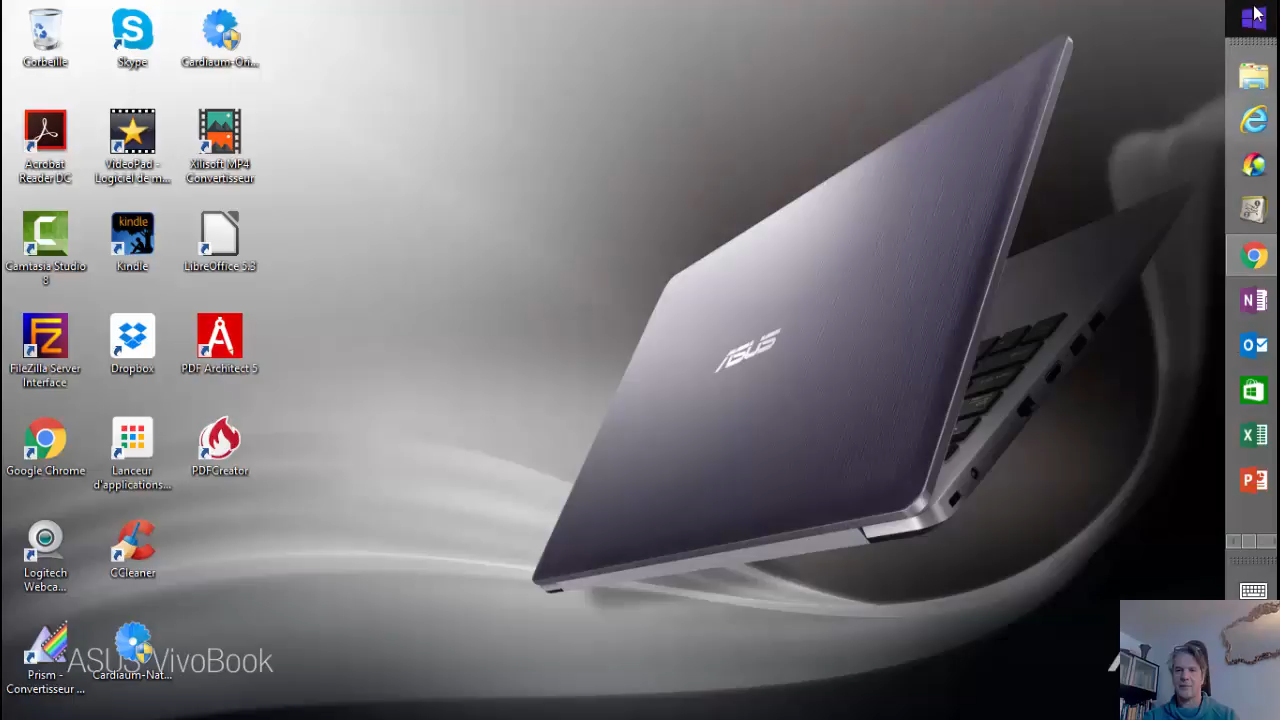 Corbeille
Skype
Cardiaum-Ori...
Acrobat
Reader DC
VideoPad -
Logiciel de m...
Xilisoft MP4
Convertisseur
Camtasia Studio
8
kindle
kindle
LibreOffice 5.3
FileZilla Server
Interface
Dropbox
PDF Architect 5
Google Chrome
Lanceur
d'applications...
PDFCreator
Logitech
Webca...
CCleaner
Prism -
Convertisseur ...
Cardiaum-Nat...
ASUS VivoBook
ASUS